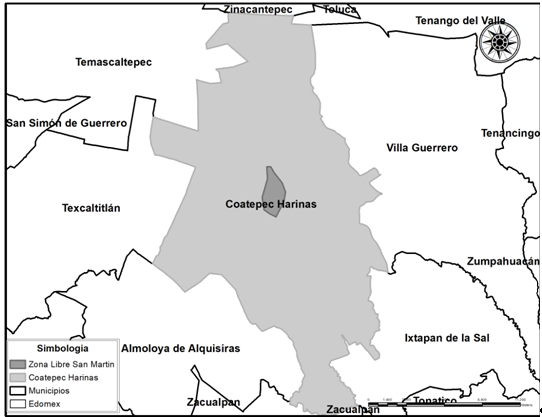 Zinacantepec
Toluca
Tenango del Valle
Temascaltepec
San Simón de Guerrero
Tenancingo
Villa Guerrero
Texcaltitlán
Coatepec Harinas
Zumpahuacán
Ixtapan de la Sal
Almoloya de Alquisiras
Simbología
Zona Libre San Martin
Coatepec Harinas
Municipios
Edomex
Zacualpan
Zacualpan
Tonatico